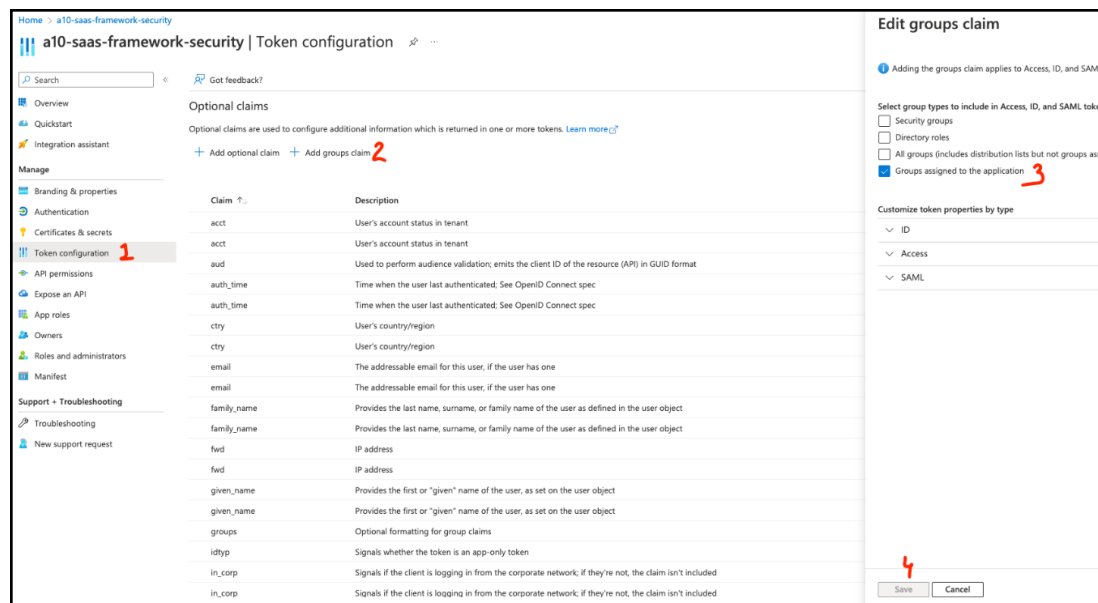 Home > a10-saas-framework-security
a10-saas-framework-security | Token configuration
Search
Overview
Quickstart
Integration assistant
Manage
Branding & properties
Authentication
Certificates & secrets
Token configuration 1
API permissions
Expose an API
App roles
Owners
Roles and administrators
Manifest
Support + Troubleshooting
Troubleshooting
New support request
Got feedback?
Optional claims
Optional claims are used to configure additional information which is returned in one or more tokens. Learn more
+ Add optional claim + Add groups claim 2
Claim Description
acct User's account status in tenant
acct User's account status in tenant
aud Used to perform audience validation; emits the client ID of the resource (API) in GUID format
auth_time Time when the user last authenticated; See OpenID Connect spec
auth_time Time when the user last authenticated; See OpenID Connect spec
ctry User's country/region
ctry User's country/region
email The addressable email for this user, if the user has one
email The addressable email for this user, if the user has one
family_name Provides the last name, surname, or family name of the user as defined in the user object
family_name Provides the last name, surname, or family name of the user as defined in the user object
fwd IP address
fwd IP address
given_name Provides the first or "given" name of the user, as set on the user object
given_name Provides the first or "given" name of the user, as set on the user object
groups Optional formatting for group claims
idtyp Signals whether the token is an app-only token
in_corp Signals if the client is logging in from the corporate network; if they're not, the claim isn't included
in_corp Signals if the client is logging in from the corporate network; if they're not, the claim isn't included
Edit groups claim
Adding the groups claim applies to Access, ID, and SAM
Select group types to include in Access, ID, and SAML toke
Security groups
Directory roles
All groups (includes distribution lists but not groups as
Groups assigned to the application 3
Customize token properties by type
ID
Access
SAML
4
Save Cancel